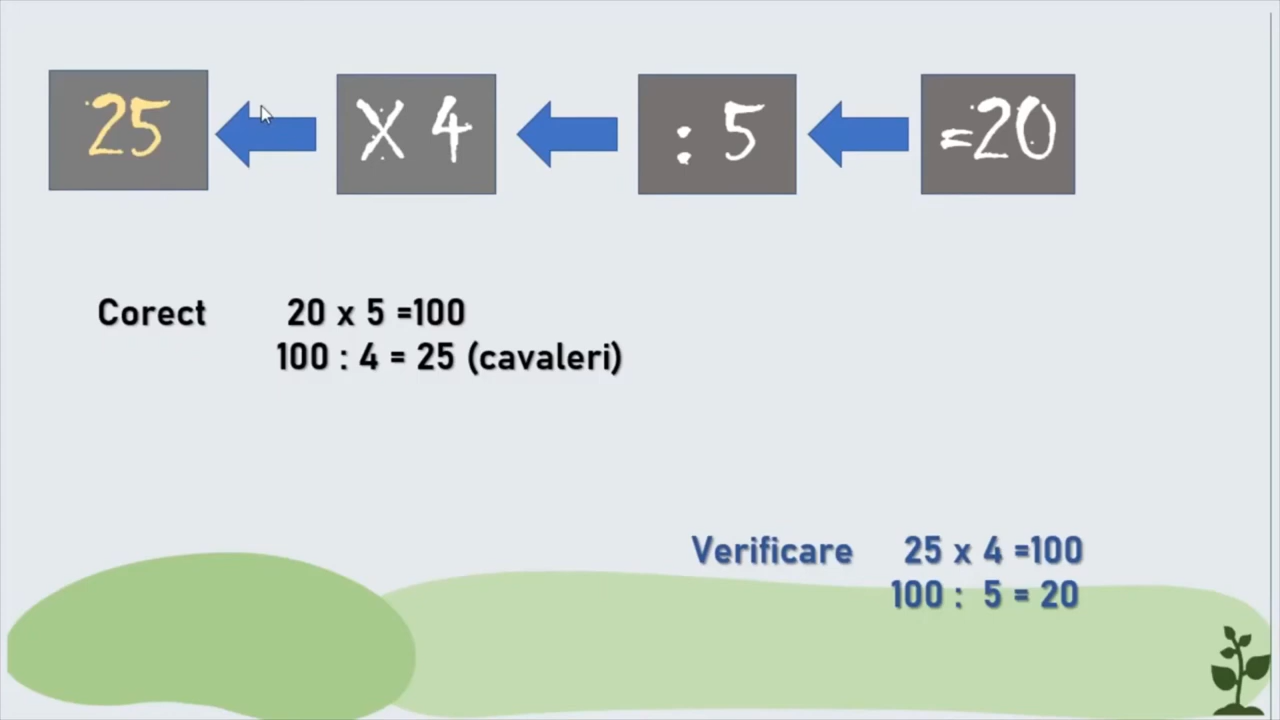 25 X 4 : 5 =20
Corect 20 x 5 =100
100 : 4 = 25 (cavaleri)
Verificare 25 x 4 =100
100 : 5 = 20